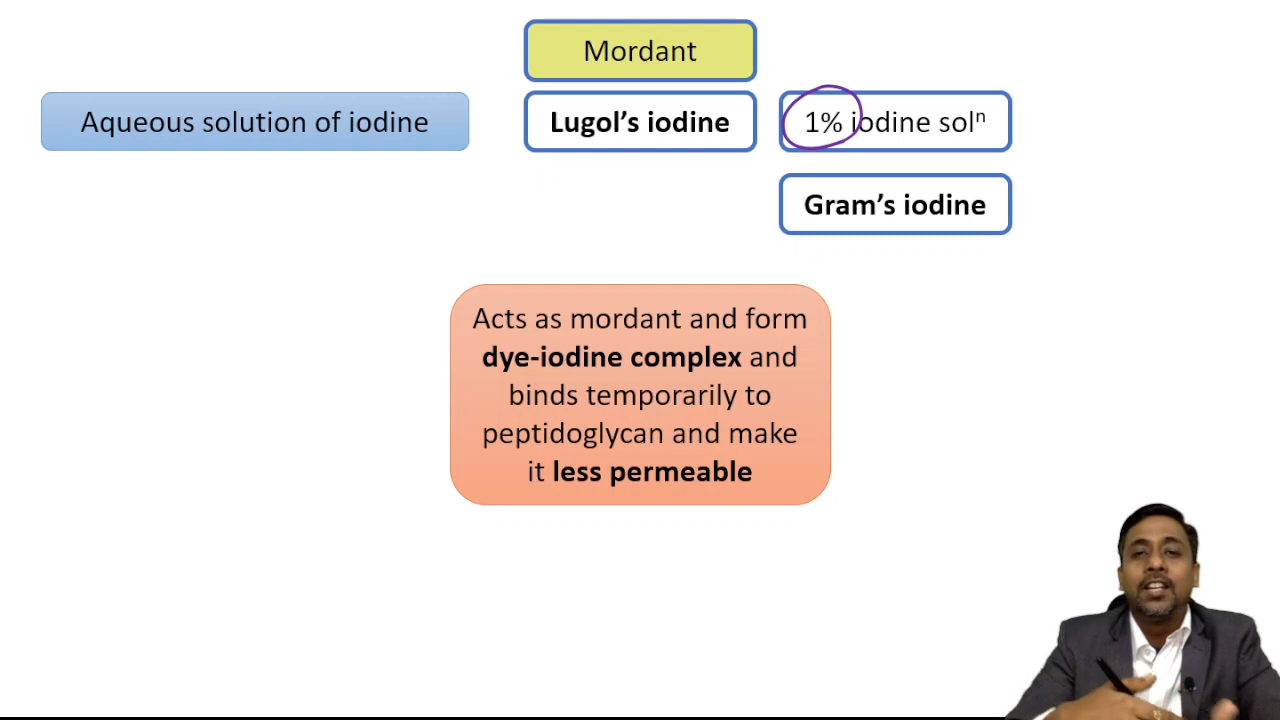 Mordant
Aqueous solution of iodine
Lugol's iodine
1% iodine solⁿ
Gram's iodine
Acts as mordant and form
dye-iodine complex and
binds temporarily to
peptidoglycan and make
it less permeable